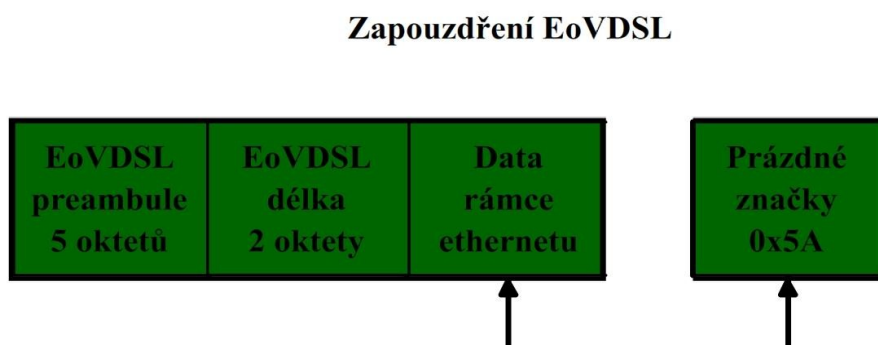 Zapouzdření EoVDSL
EoVDSL
preambule
5 oktetů
EoVDSL
délka
2 oktety
Data
rámce
ethernetu
Prázdné
značky
0x5A